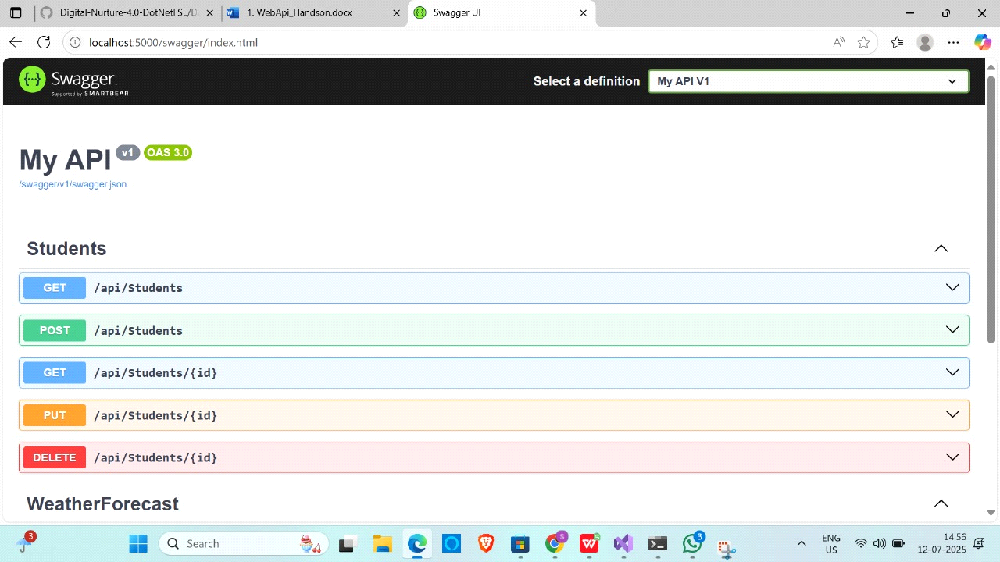 Digital-Nurture-4.0-DotNetFSE/D
1. WebApi_Handson.docx
Swagger UI
localhost:5000/swagger/index.html
Swagger
Supported by SMARTBEAR
Select a definition
My API V1
My API v1 OAS 3.0
/swagger/v1/swagger.json
Students
GET /api/Students
POST /api/Students
GET /api/Students/{id}
PUT /api/Students/{id}
DELETE /api/Students/{id}
WeatherForecast
3
Search
S
3
ENG
US
14:56
12-07-2025